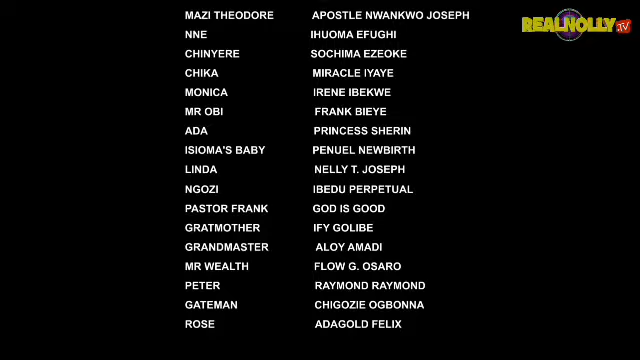 MAZI THEODORE APOSTLE NWANKWO JOSEPH
REALNOLLY.TV
NNE IHUOMA EFUGHI
CHINYERE SOCHIMA EZEOKE
CHIKA MIRACLE IYAYE
MONICA IRENE IBEKWE
MR OBI FRANK BIEYE
ADA PRINCESS SHERIN
ISIOMA'S BABY PENUEL NEWBIRTH
LINDA NELLY T. JOSEPH
NGOZI IBEDU PERPETUAL
PASTOR FRANK GOD IS GOOD
GRATMOTHER IFY GOLIBE
GRANDMASTER ALOY AMADI
MR WEALTH FLOW G. OSARO
PETER RAYMOND RAYMOND
GATEMAN CHIGOZIE OGBONNA
ROSE ADAGOLD FELIX